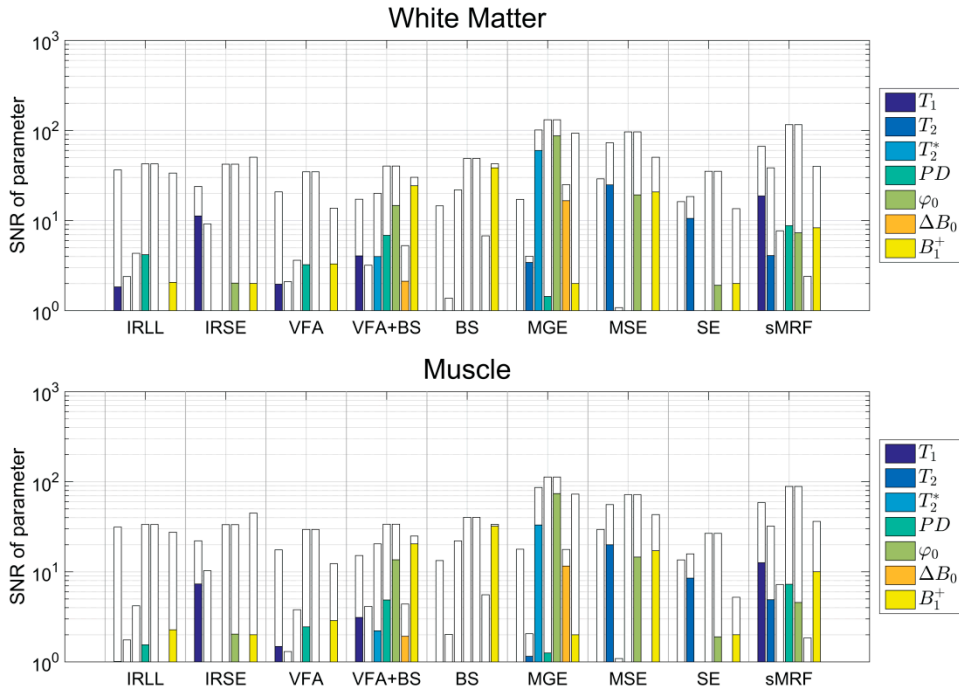 White Matter
SNR of parameter
10³
10²
10¹
10⁰
IRLL IRSE VFA VFA+BS BS MGE MSE SE sMRF
T₁
T₂
T₂*
PD
φ₀
ΔB₀
B₁⁺
Muscle
SNR of parameter
10³
10²
10¹
10⁰
IRLL IRSE VFA VFA+BS BS MGE MSE SE sMRF
T₁
T₂
T₂*
PD
φ₀
ΔB₀
B₁⁺